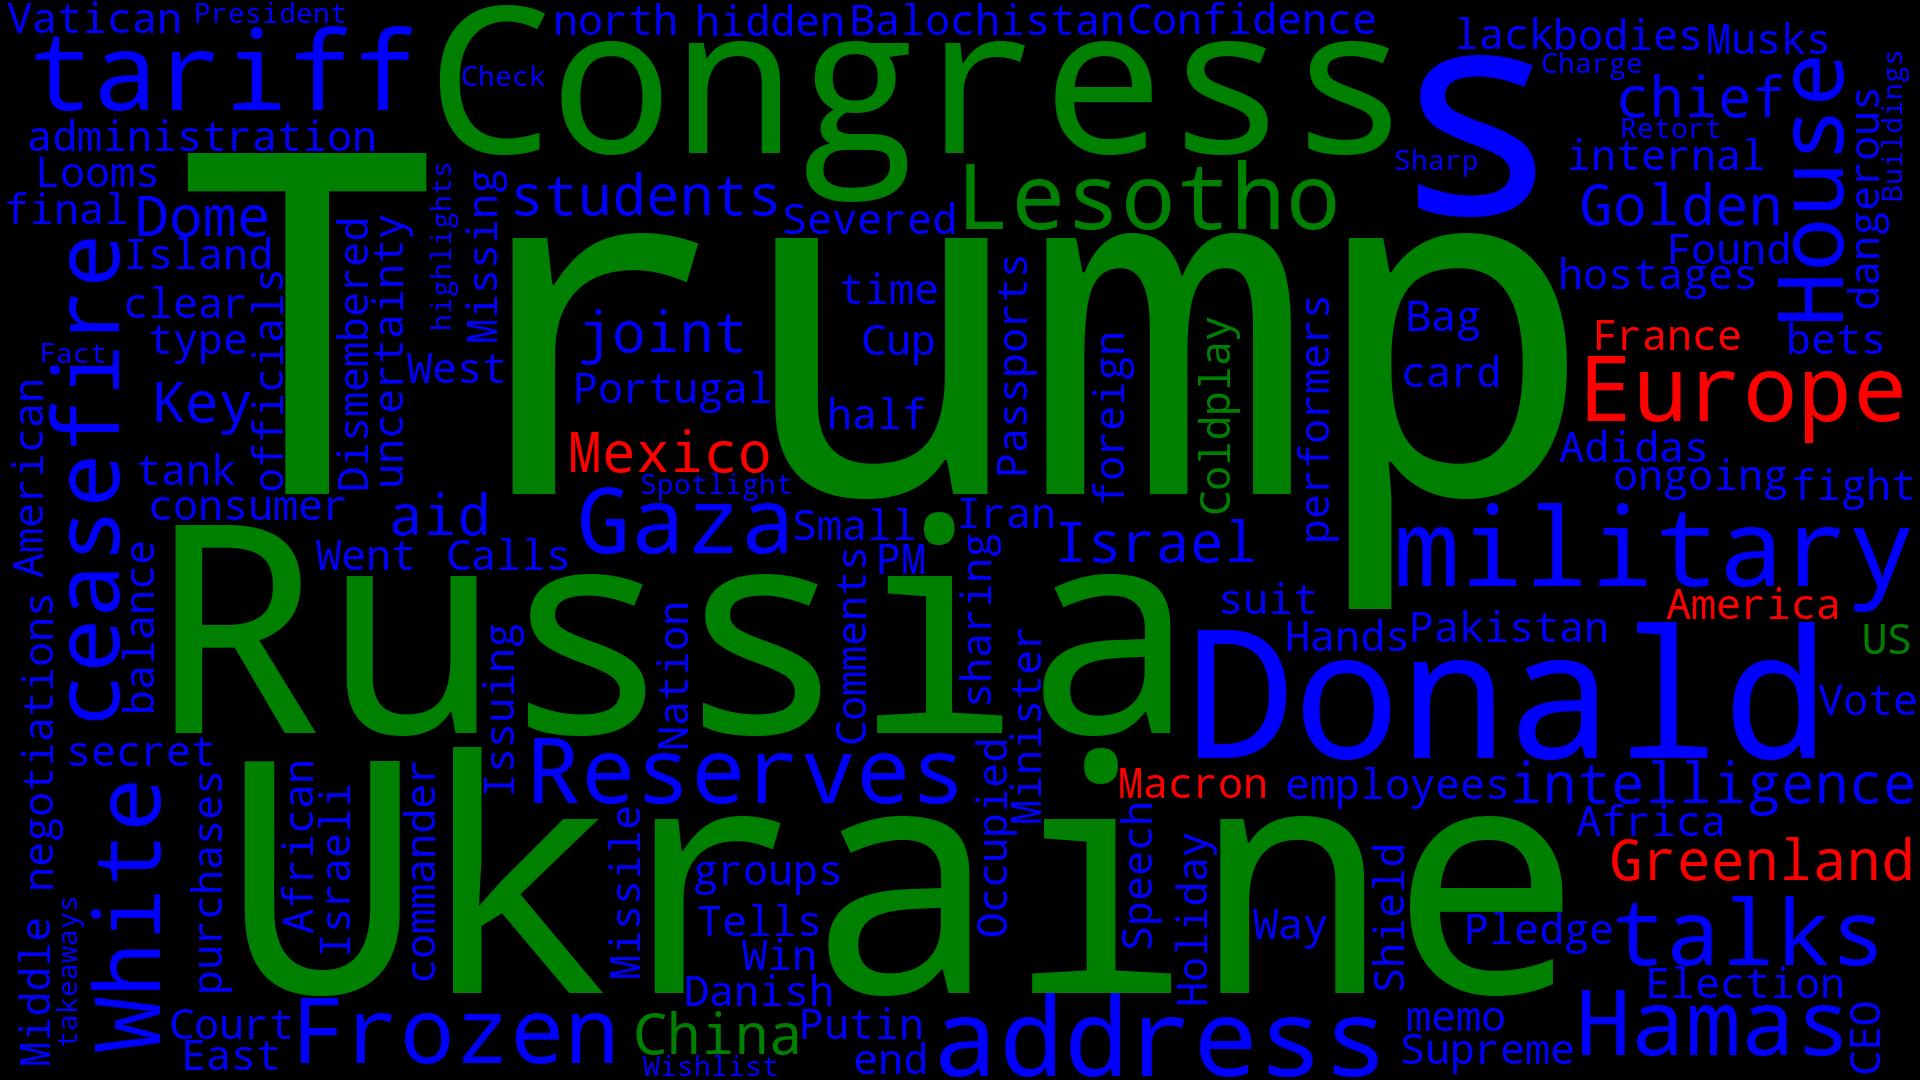 Vatican
President
north
hidden
Balochistan
Confidence
lack
bodies
Musks
tariff
Congress
Check
s
Charge
chief
House
Buildings
administration
Retort
internal
Looms
students
Lesotho
Sharp
dangerous
final
Dome
Trump
highlights
Missing
Severed
Golden
Found
Island
hostages
clear
officials
Dismembered
uncertainty
time
Passports
joint
Cup
foreign
Coldplay
performers
Bag
card
France
bets
type
Fact
West
Portugal
half
Europe
Key
ceasefire
American
Mexico
Adidas
tank
Spotlight
ongoing
fight
consumer
aid
Gaza
Small
Iran
Israel
military
Went
Calls
PM
Russia
balance
suit
America
Hands
Pakistan
US
Issuing
Nation
Comments
sharing
Minister
Donald
Vote
secret
negotiations
Reserves
Macron
employees
intelligence
White
purchases
African
Israeli
commander
Ukraine
Missile
groups
Occupied
Speech
Holiday
Africa
Greenland
Shield
Tells
Way
Pledge
talks
Win
Middle
takeaways
Danish
Election
Court
East
Frozen
China
Wishlist
Putin
end
address
memo
Supreme
Hamas
CEO